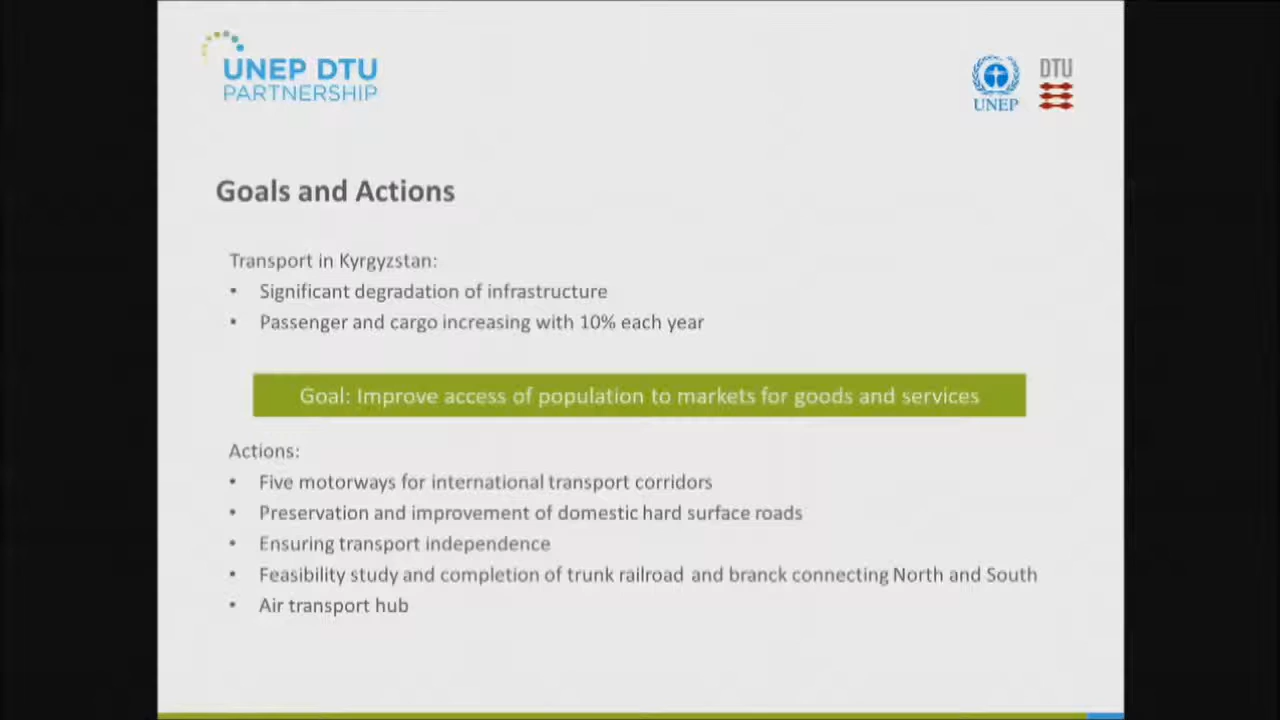 UNEP DTU
PARTNERSHIP
UNEP
DTU
Goals and Actions
Transport in Kyrgyzstan:
• Significant degradation of infrastructure
• Passenger and cargo increasing with 10% each year
Goal: Improve access of population to markets for goods and services
Actions:
• Five motorways for international transport corridors
• Preservation and improvement of domestic hard surface roads
• Ensuring transport independence
• Feasibility study and completion of trunk railroad and branck connecting North and South
• Air transport hub